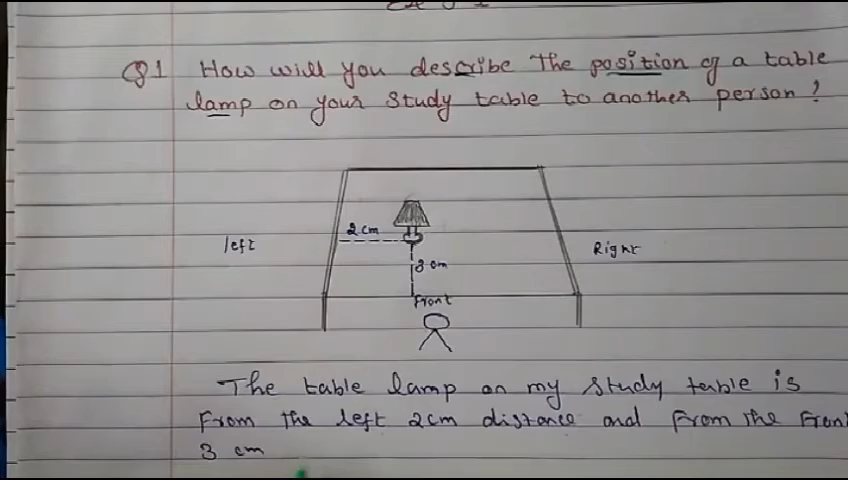 Q1 How will you describe the position of a table
lamp on your study table to another person?
2 cm
left
Right
3 cm
Front
The table lamp on my study table is
From the left 2cm distance and from the Front
3 cm